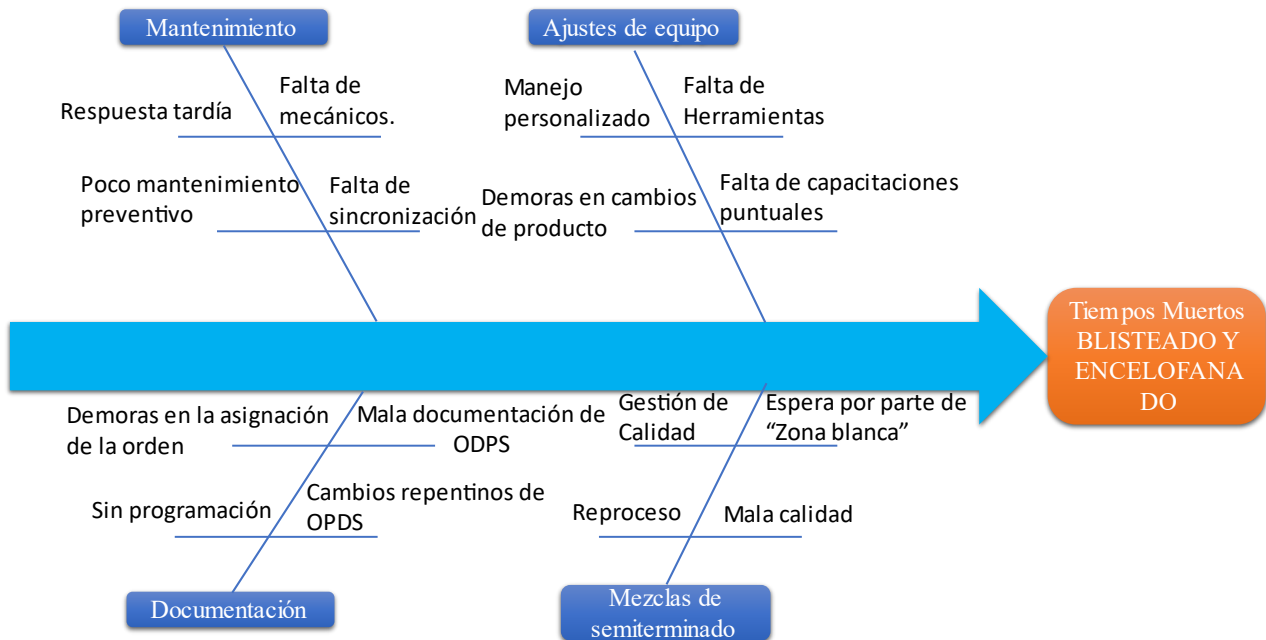 Mantenimiento
Ajustes de equipo
Respuesta tardía
Falta de
mecánicos.
Manejo
personalizado
Falta de
Herramientas
Poco mantenimiento
preventivo
Falta de
sincronización
Demoras en cambios
de producto
Falta de capacitaciones
puntuales
Tiempos Muertos
BLISTEADO Y
ENCELOFANA
DO
Demoras en la asignación
de la orden
Mala documentación de
ODPS
Gestión de
Calidad
Espera por parte de
“Zona blanca”
Sin programación
Cambios repentinos de
OPDS
Reproceso
Mala calidad
Documentación
Mezclas de
semiterminado